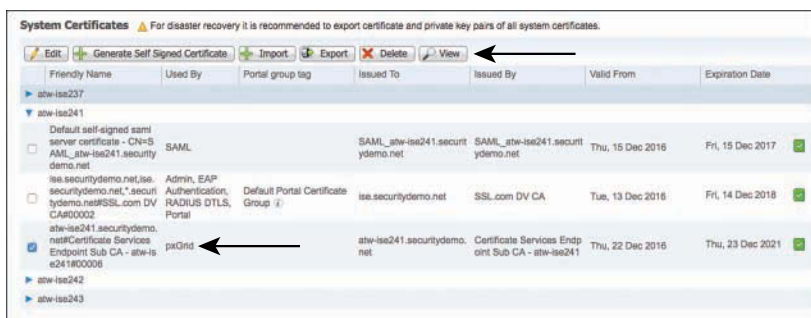 System Certificates For disaster recovery it is recommended to export certificate and private key pairs of all system certificates.
Edit Generate Self Signed Certificate Import Export Delete View
Friendly Name Used By Portal group tag Issued To Issued By Valid From Expiration Date
atw-ise237
atw-ise241
Default self-signed saml
server certificate - CN=S
AML_atw-ise241.security
demo.net
SAML
SAML_atw-ise241.securit
ydemo.net
SAML_atw-ise241.securit
ydemo.net
Thu, 15 Dec 2016
Fri, 15 Dec 2017
ise.securitydemo.net,ise.
securitydemo.net,*.securi
tydemo.net#SSL.com DV
CA#00002
Admin, EAP
Authentication,
RADIUS DTLS,
Portal
Default Portal Certificate
Group
ise.securitydemo.net
SSL.com DV CA
Tue, 13 Dec 2016
Fri, 14 Dec 2018
atw-ise241.securitydemo.
net#Certificate Services
Endpoint Sub CA - atw-is
e241#00006
pxGrid
atw-ise241.securitydemo.
net
Certificate Services Endp
oint Sub CA - atw-ise241
Thu, 22 Dec 2016
Thu, 23 Dec 2021
atw-ise242
atw-ise243